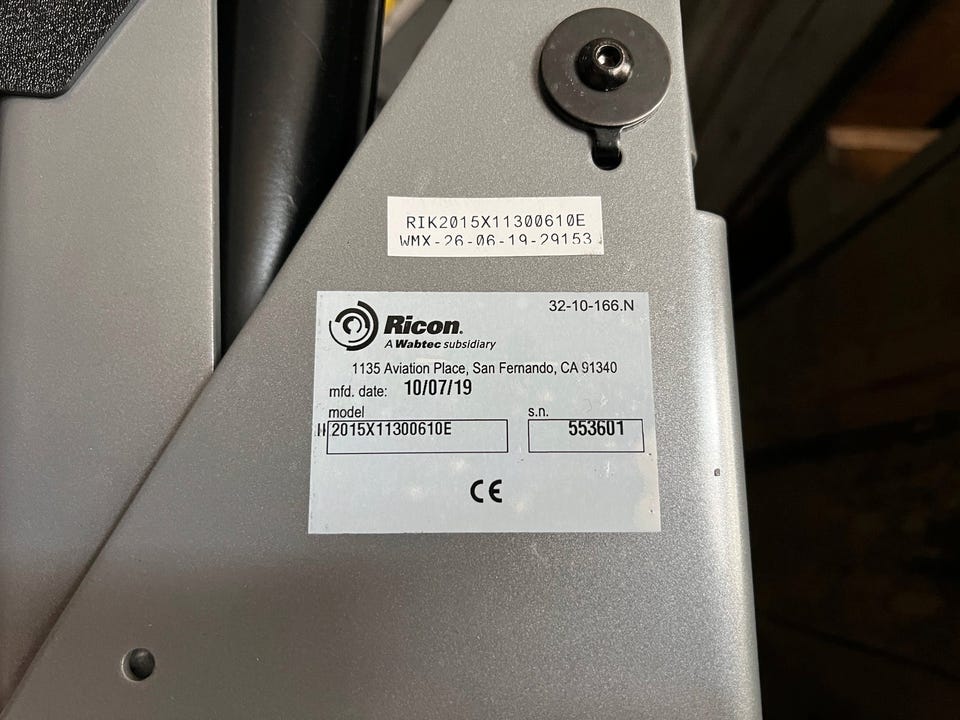 RIK2015X11300610E
WMX-26-06-19-29153
32-10-166.N
Ricon®
A Wabtec subsidiary
1135 Aviation Place, San Fernando, CA 91340
mfd. date: 10/07/19
model s.n.
2015X11300610E 553601
CE